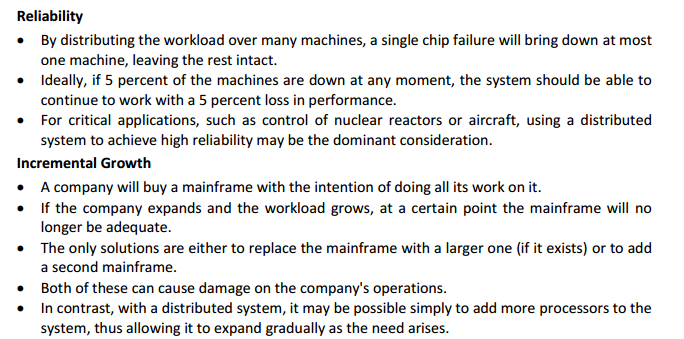 Reliability
• By distributing the workload over many machines, a single chip failure will bring down at most
one machine, leaving the rest intact.
• Ideally, if 5 percent of the machines are down at any moment, the system should be able to
continue to work with a 5 percent loss in performance.
• For critical applications, such as control of nuclear reactors or aircraft, using a distributed
system to achieve high reliability may be the dominant consideration.
Incremental Growth
• A company will buy a mainframe with the intention of doing all its work on it.
• If the company expands and the workload grows, at a certain point the mainframe will no
longer be adequate.
• The only solutions are either to replace the mainframe with a larger one (if it exists) or to add
a second mainframe.
• Both of these can cause damage on the company's operations.
• In contrast, with a distributed system, it may be possible simply to add more processors to the
system, thus allowing it to expand gradually as the need arises.